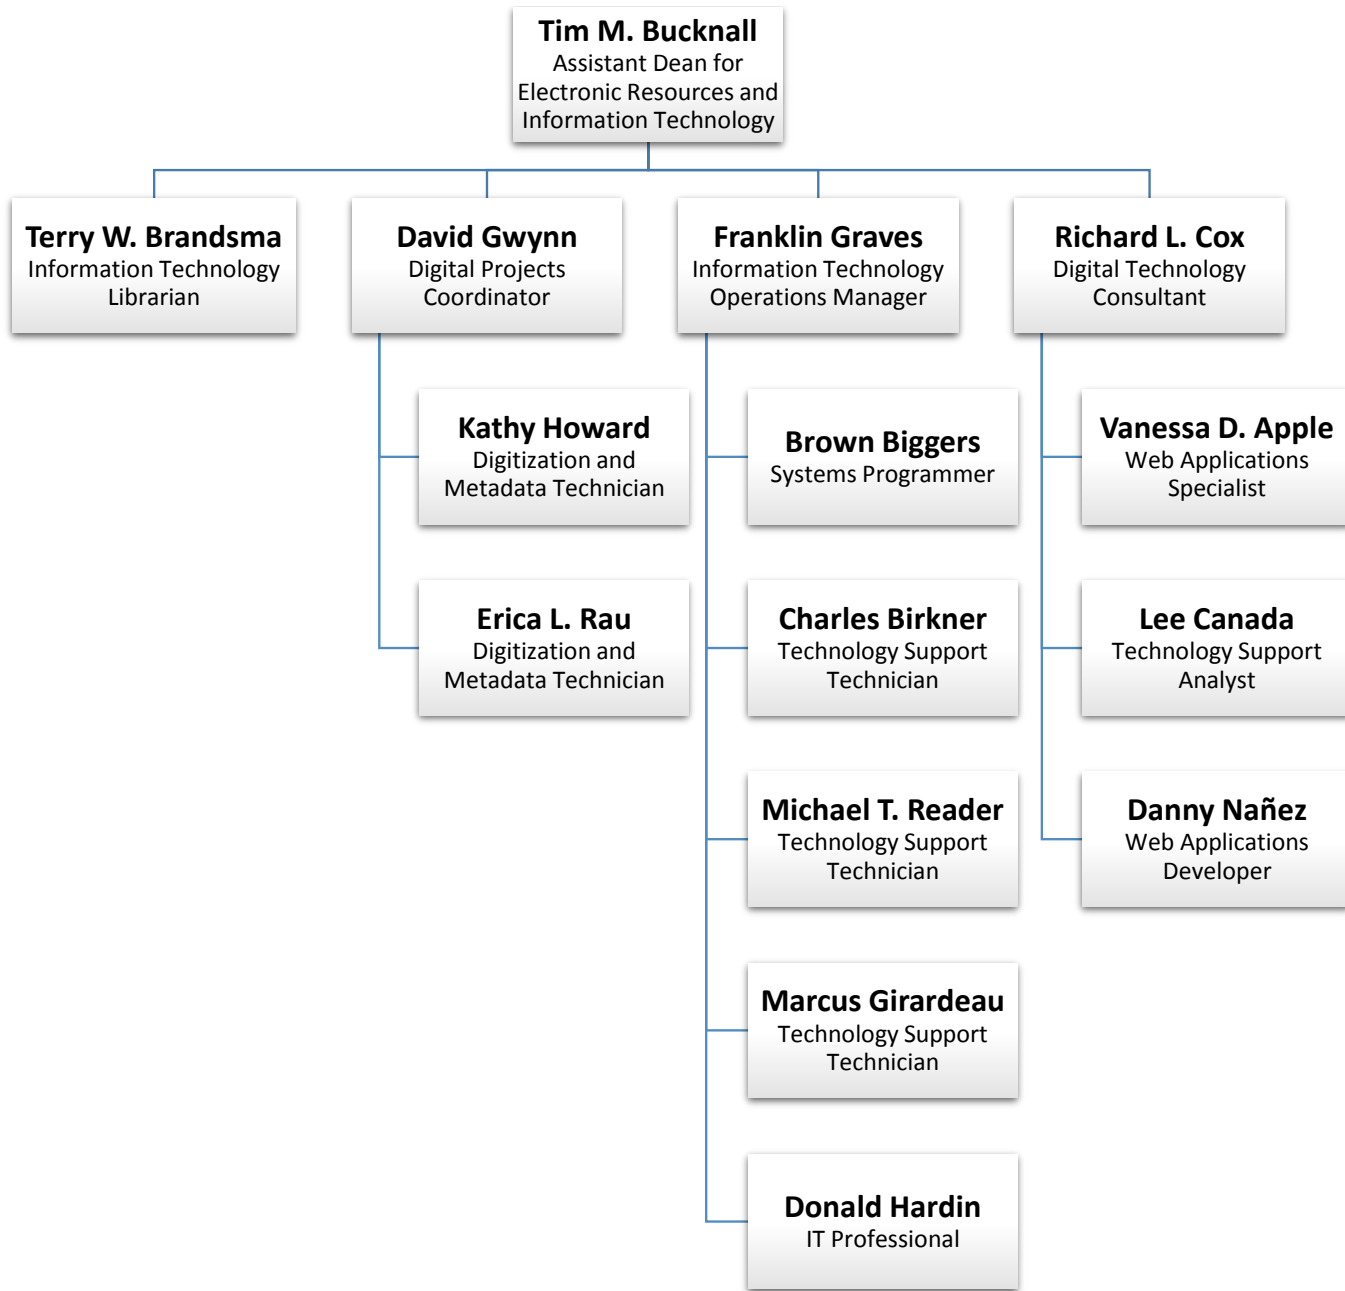 Tim M. Bucknall
Assistant Dean for
Electronic Resources and
Information Technology
Terry W. Brandsma
Information Technology
Librarian
David Gwynn
Digital Projects
Coordinator
Franklin Graves
Information Technology
Operations Manager
Richard L. Cox
Digital Technology
Consultant
Kathy Howard
Digitization and
Metadata Technician
Erica L. Rau
Digitization and
Metadata Technician
Brown Biggers
Systems Programmer
Charles Birkner
Technology Support
Technician
Michael T. Reader
Technology Support
Technician
Marcus Girardeau
Technology Support
Technician
Donald Hardin
IT Professional
Vanessa D. Apple
Web Applications
Specialist
Lee Canada
Technology Support
Analyst
Danny Nañez
Web Applications
Developer